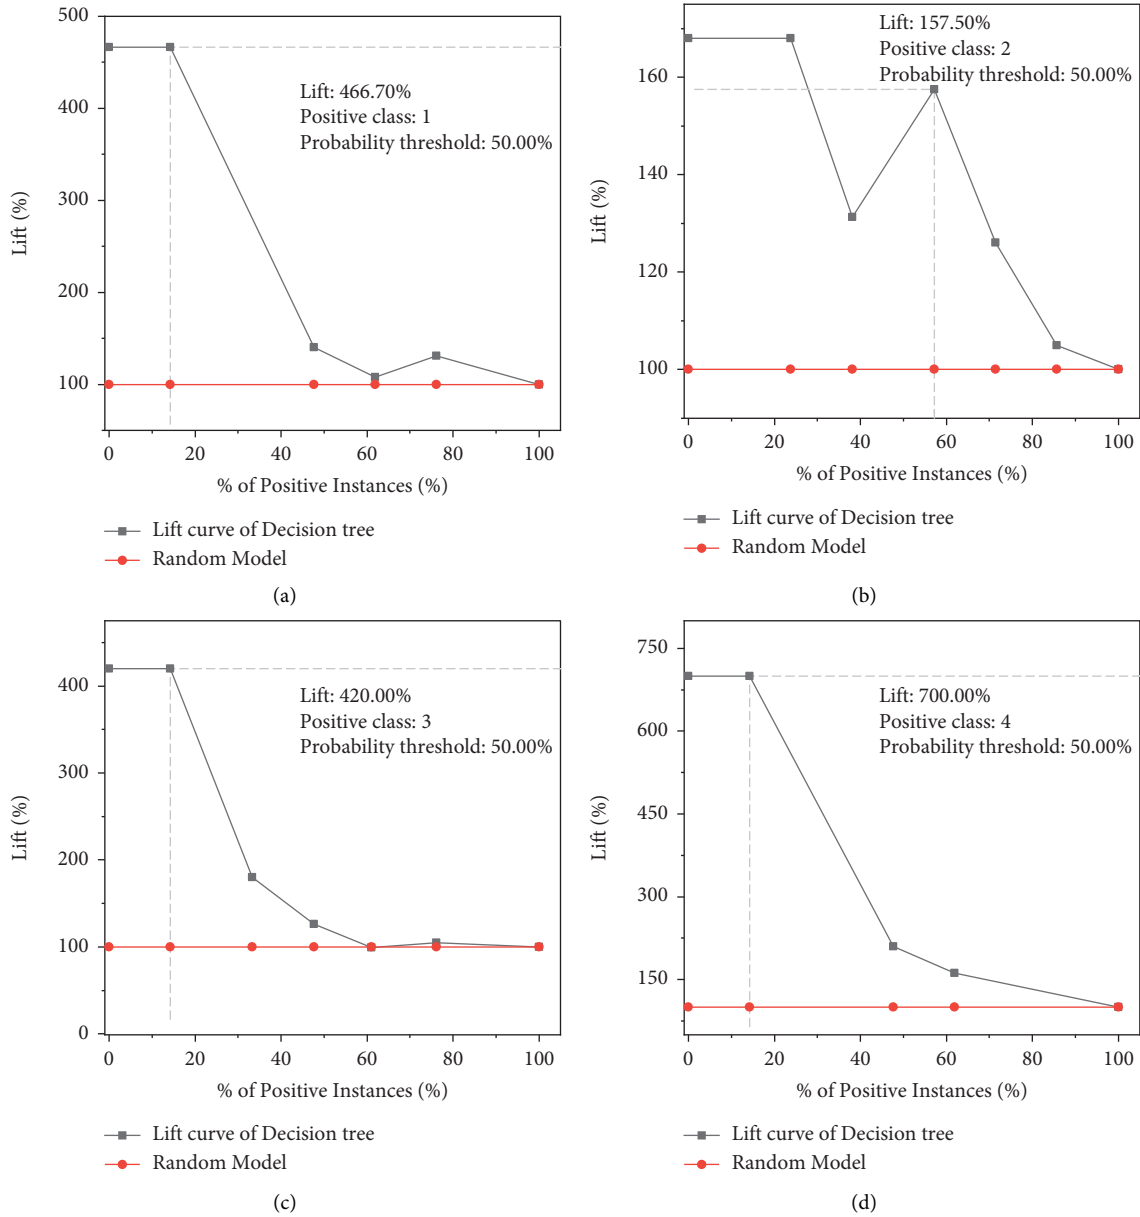 500
400
300
200
100
Lift (%)
Lift: 466.70%
Positive class: 1
Probability threshold: 50.00%
0 20 40 60 80 100
% of Positive Instances (%)
Lift curve of Decision tree
Random Model
(a)
160
140
120
100
Lift (%)
Lift: 157.50%
Positive class: 2
Probability threshold: 50.00%
0 20 40 60 80 100
% of Positive Instances (%)
Lift curve of Decision tree
Random Model
(b)
400
300
200
100
0
Lift (%)
Lift: 420.00%
Positive class: 3
Probability threshold: 50.00%
0 20 40 60 80 100
% of Positive Instances (%)
Lift curve of Decision tree
Random Model
(c)
750
600
450
300
150
Lift (%)
Lift: 700.00%
Positive class: 4
Probability threshold: 50.00%
0 20 40 60 80 100
% of Positive Instances (%)
Lift curve of Decision tree
Random Model
(d)